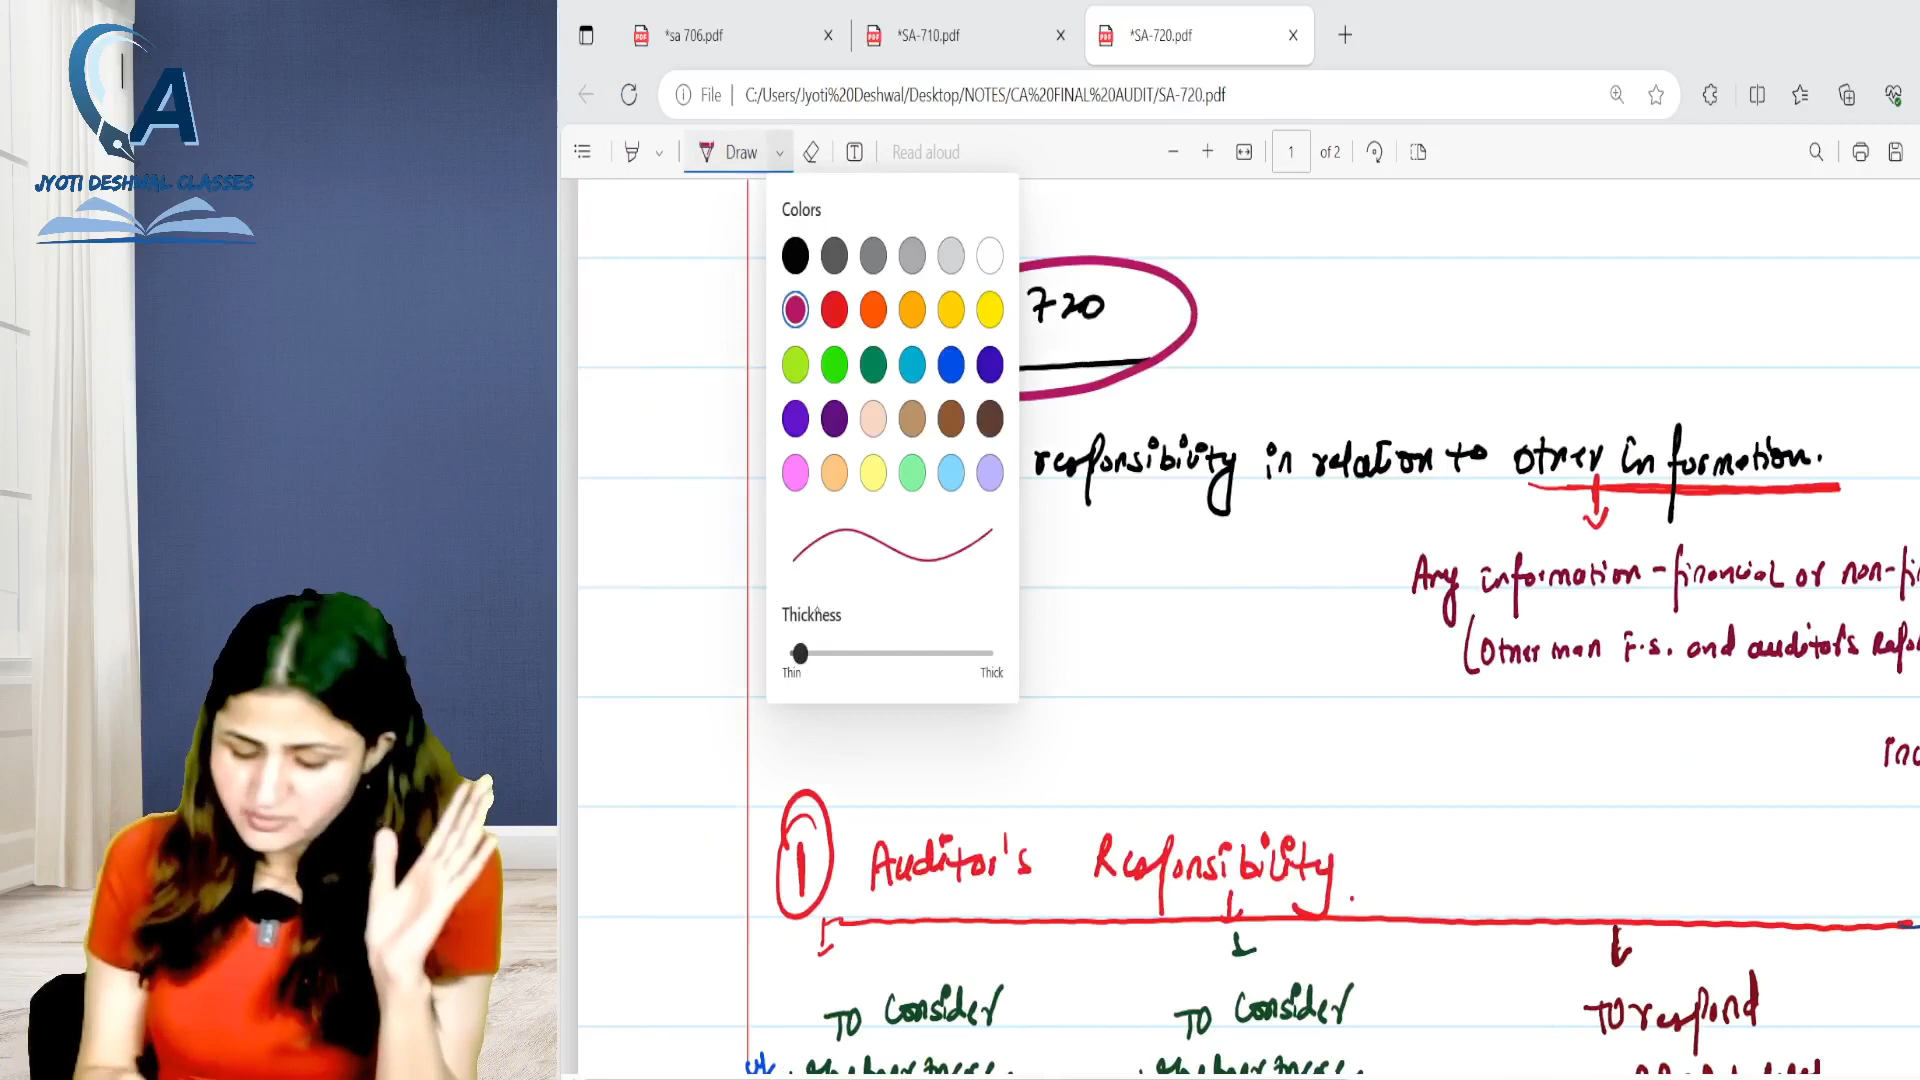 *sa 706.pdf
*SA-710.pdf
*SA-720.pdf
File
C:/Users/Jyoti%20Deshwal/Desktop/NOTES/CA%20FINAL%20AUDIT/SA-720.pdf
Draw
Read aloud
1 of 2
CA
JYOTI DESHWAL CLASSES
Colors
Thickness
Thin Thick
720
responsibility in relation to other information.
Any information - financial or non-fi
(Other than F.S. and auditor's Repo
inc
1 Auditor's Responsibility.
To Consider To Consider To respond